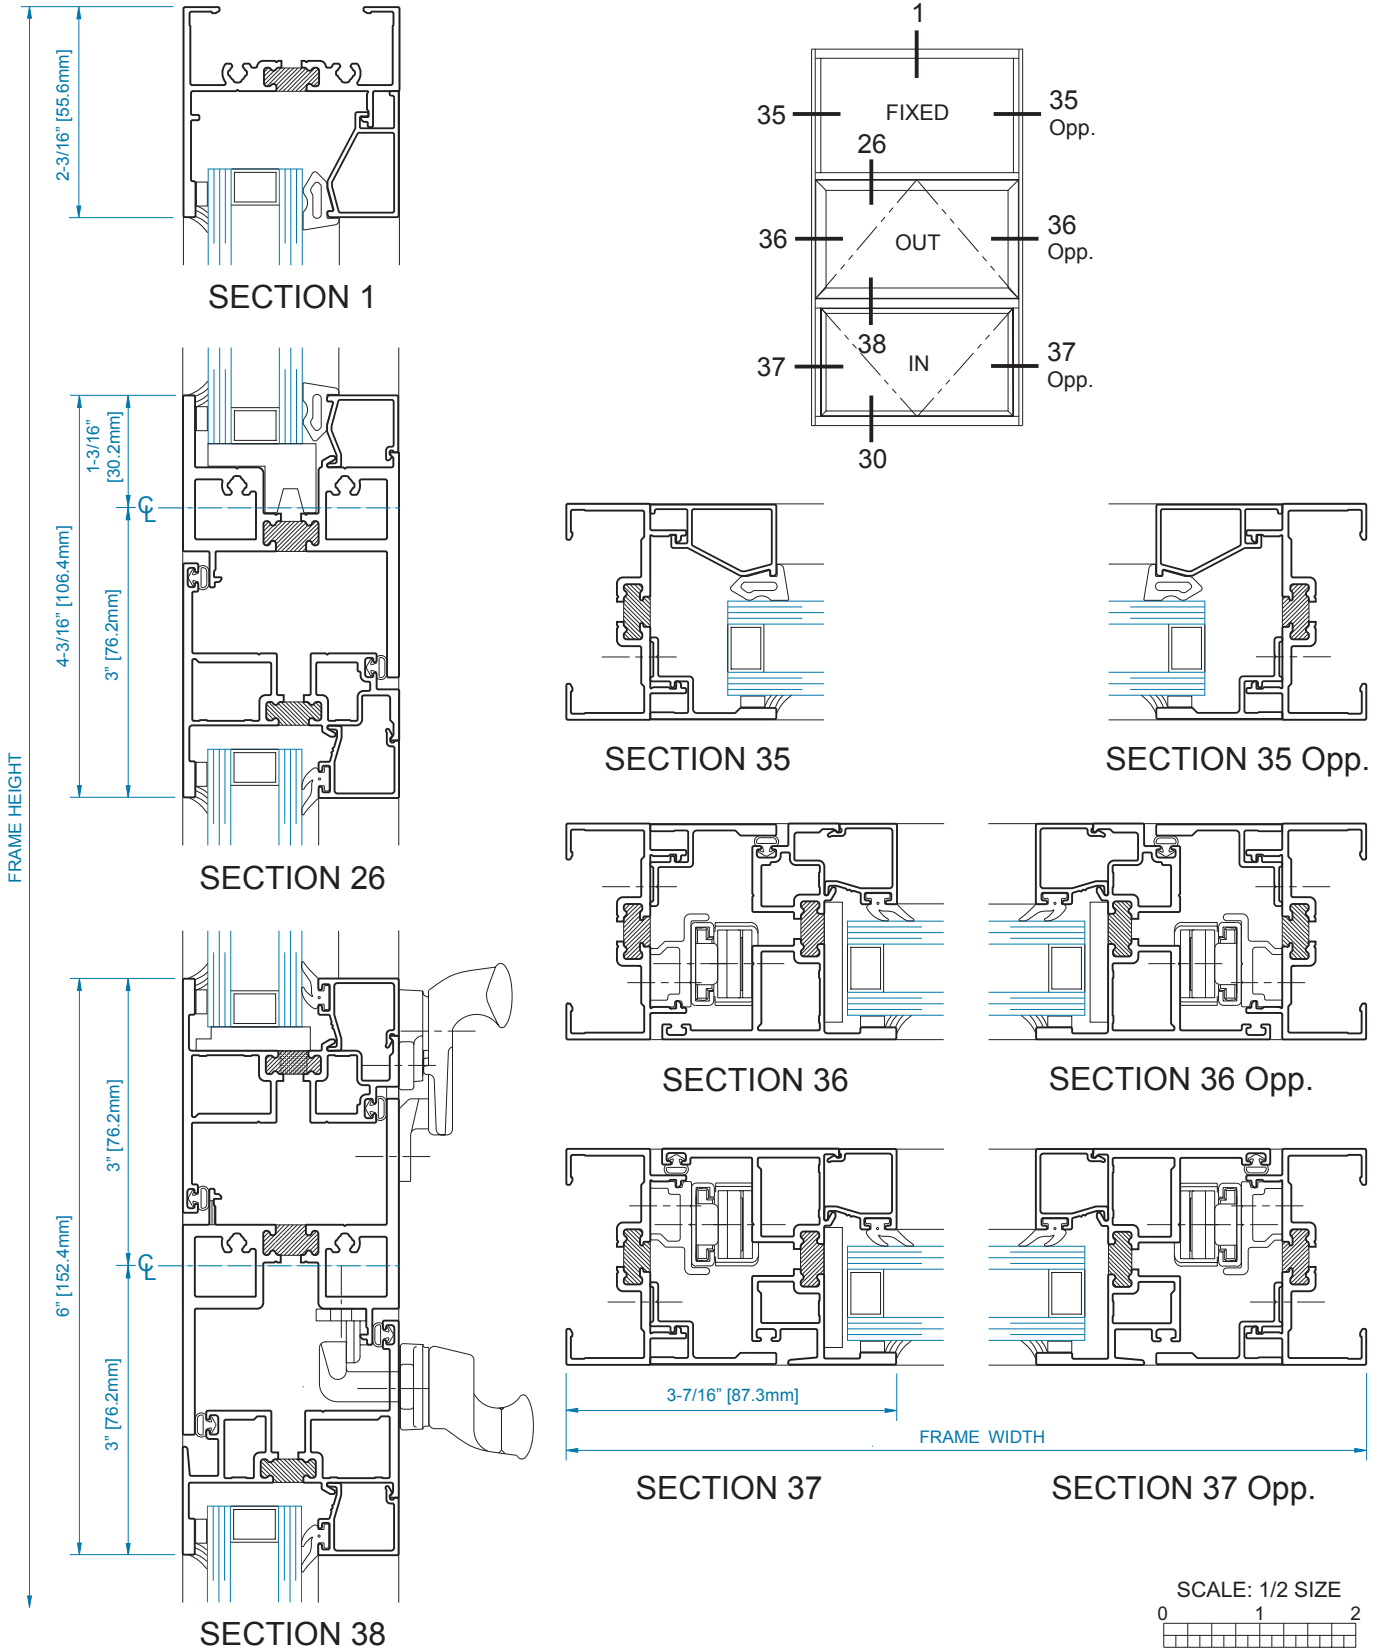 FRAME HEIGHT
2-3/16” [55.6mm]
SECTION 1
1-3/16”
[30.2mm]
4-3/16” [106.4mm]
3” [76.2mm]
℄
SECTION 26
3” [76.2mm]
6” [152.4mm]
℄
3” [76.2mm]
SECTION 38
1
35
FIXED
35
Opp.
26
36
OUT
36
Opp.
38
37
IN
37
Opp.
30
SECTION 35
SECTION 35 Opp.
SECTION 36
SECTION 36 Opp.
3-7/16” [87.3mm]
FRAME WIDTH
SECTION 37
SECTION 37 Opp.
SCALE: 1/2 SIZE
0 1 2